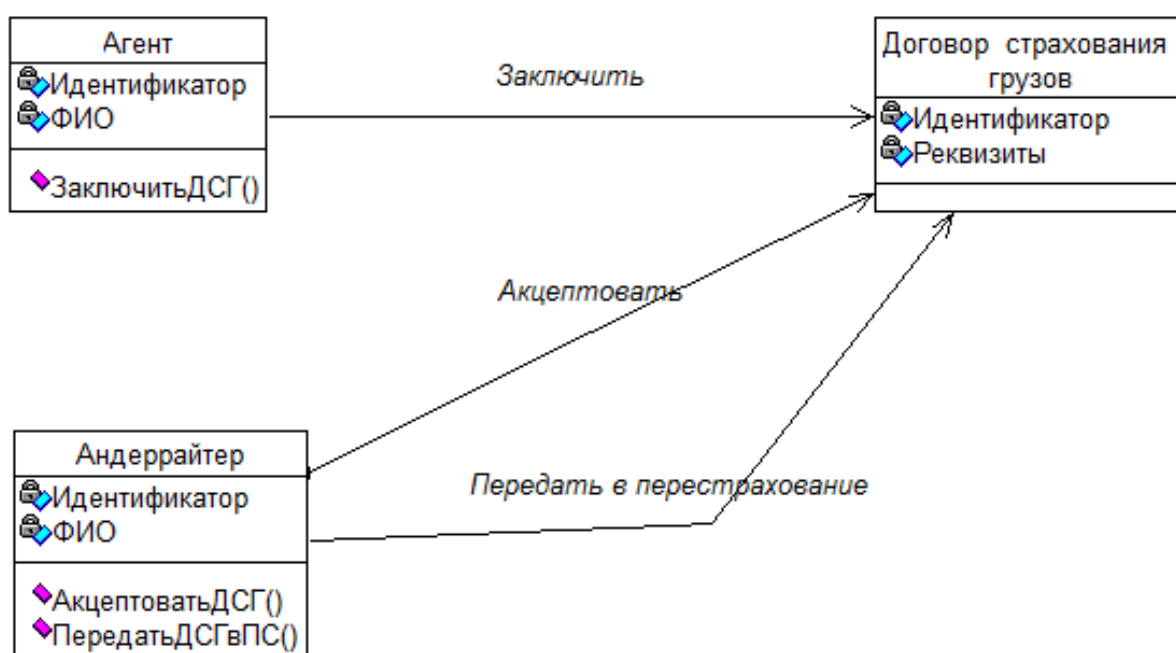 Агент
Идентификатор
ФИО
ЗаключитьДСГ()
Заключить
Договор страхования
грузов
Идентификатор
Реквизиты
Акцептовать
Андеррайтер
Идентификатор
ФИО
АкцептоватьДСГ()
ПередатьДСГвПС()
Передать в перестрахование